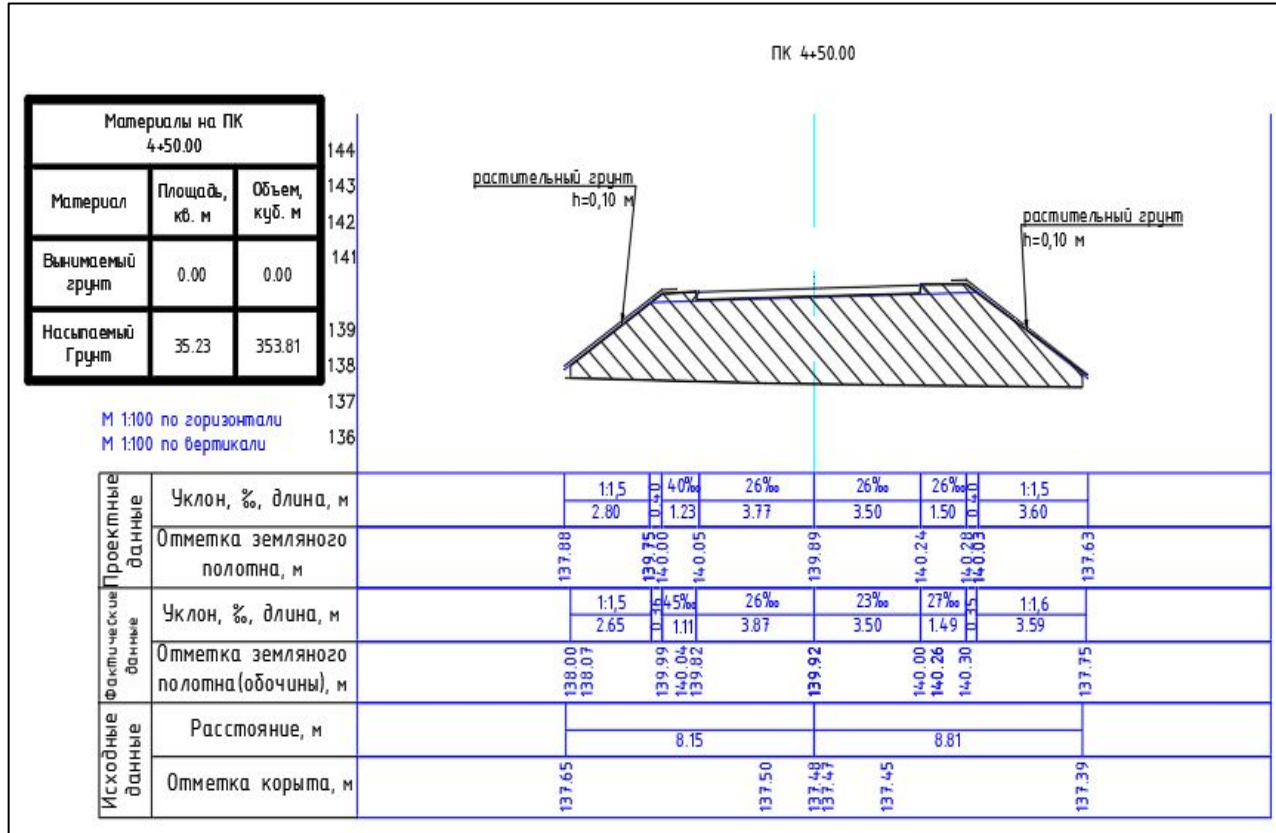 ПК 4+50.00
Материалы на ПК
4+50.00
Материал
Площадь,
кв. м
Объем,
куб. м
Вынимаемый
грунт
0.00
0.00
Насыпаемый
Грунт
35.23
353.81
М 1:100 по горизонтали
М 1:100 по вертикали
144
143
142
141
139
138
137
136
растительный грунт
h=0,10 м
растительный грунт
h=0,10 м
Проектные
данные
Уклон, ‰, длина, м
1:1,5 40‰ 26‰ 26‰ 26‰ 1:1,5
2.80 1.23 3.77 3.50 1.50 3.60
Отметка земляного
полотна, м
137.88 139.75 140.00 140.05 139.89 140.24 140.28 140.03 137.63
Фактические
данные
Уклон, ‰, длина, м
1:1,5 45‰ 26‰ 23‰ 27‰ 1:1,6
2.65 0.36 1.11 3.87 3.50 1.49 0.35 3.59
Отметка земляного
полотна(обочины), м
138.00 138.07 139.99 140.04 139.82 139.92 140.00 140.26 140.30 137.75
Исходные
данные
Расстояние, м
8.15 8.81
Отметка корыта, м
137.65 137.50 137.48 137.47 137.45 137.39